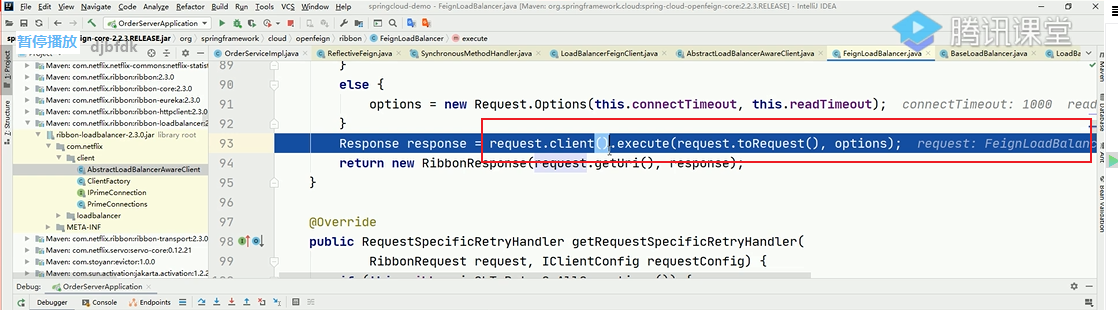 File Edit View Navigate Code Analyze Refactor Build Run Tools VCS Window Help
springcloud-demo - FeignLoadBalancer.java [Maven: org.springframework.cloud:spring-cloud-openfeign-core-2.2.3.RELEASE] - IntelliJ IDEA
OrderServerApplication
ign-core-2.2.3.RELEASE.jar org springframework cloud openfeign ribbon FeignLoadBalancer execute
暂停播放
djbfdk
腾讯课堂
OrderServiceImpl.java ReflectiveFeign.java SynchronousMethodHandler.java LoadBalancerFeignClient.java AbstractLoadBalancerAwareClient.java FeignLoadBalancer.java BaseLoadBalancer.java LoadBa
1: Project
Z: Structure
Maven: com.netflix.netflix-commons:netflix-statist
Maven: com.netflix.ribbon:ribbon:2.3.0
Maven: com.netflix.ribbon:ribbon-core:2.3.0
Maven: com.netflix.ribbon:ribbon-eureka:2.3.0
Maven: com.netflix.ribbon:ribbon-httpclient:2.3.0
ribbon-loadbalancer-2.3.0.jar library root
com.netflix
client
AbstractLoadBalancerAwareClient
ClientFactory
IPrimeConnection
PrimeConnections
loadbalancer
META-INF
Maven: com.netflix.ribbon:ribbon-transport:2.3.0
Maven: com.netflix.servo:servo-core:0.12.21
Maven: com.stoyanr:evictor:1.0.0
Maven: com.sun.activation:jakarta.activation:1.2.2
89 }
90 else {
91 options = new Request.Options(this.connectTimeout, this.readTimeout); connectTimeout: 1000 read
92 }
93 Response response = request.client().execute(request.toRequest(), options); request: FeignLoadBalanc
94 return new RibbonResponse(request.getUri(), response);
95 }
96
97 @Override
98 public RequestSpecificRetryHandler getRequestSpecificRetryHandler(
99 RibbonRequest request, IClientConfig requestConfig) {
Maven
Database
Ant
Bean Validation
Debug: OrderServerApplication
Debugger Console Endpoints